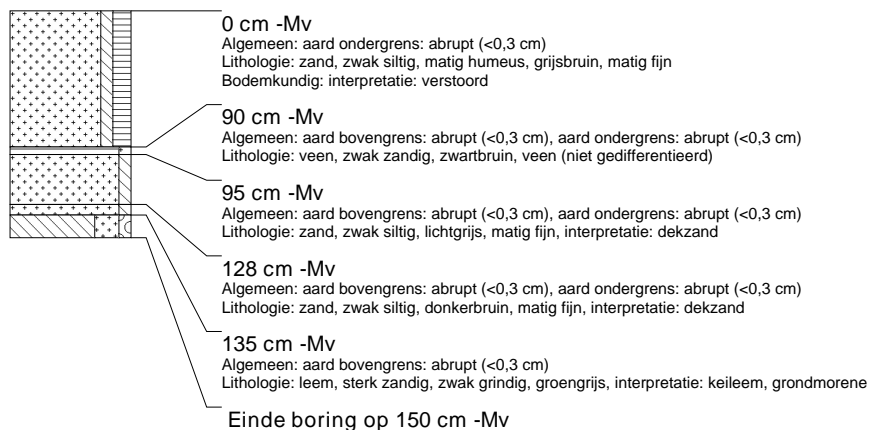 0 cm -Mv
Algemeen: aard ondergrens: abrupt (<0,3 cm)
Lithologie: zand, zwak siltig, matig humeus, grijsbruin, matig fijn
Bodemkundig: interpretatie: verstoord
90 cm -Mv
Algemeen: aard bovengrens: abrupt (<0,3 cm), aard ondergrens: abrupt (<0,3 cm)
Lithologie: veen, zwak zandig, zwartbruin, veen (niet gedifferentieerd)
95 cm -Mv
Algemeen: aard bovengrens: abrupt (<0,3 cm), aard ondergrens: abrupt (<0,3 cm)
Lithologie: zand, zwak siltig, lichtgrijs, matig fijn, interpretatie: dekzand
128 cm -Mv
Algemeen: aard bovengrens: abrupt (<0,3 cm), aard ondergrens: abrupt (<0,3 cm)
Lithologie: zand, zwak siltig, donkerbruin, matig fijn, interpretatie: dekzand
135 cm -Mv
Algemeen: aard bovengrens: abrupt (<0,3 cm)
Lithologie: leem, sterk zandig, zwak grindig, groengrijs, interpretatie: keileem, grondmorene
Einde boring op 150 cm -Mv